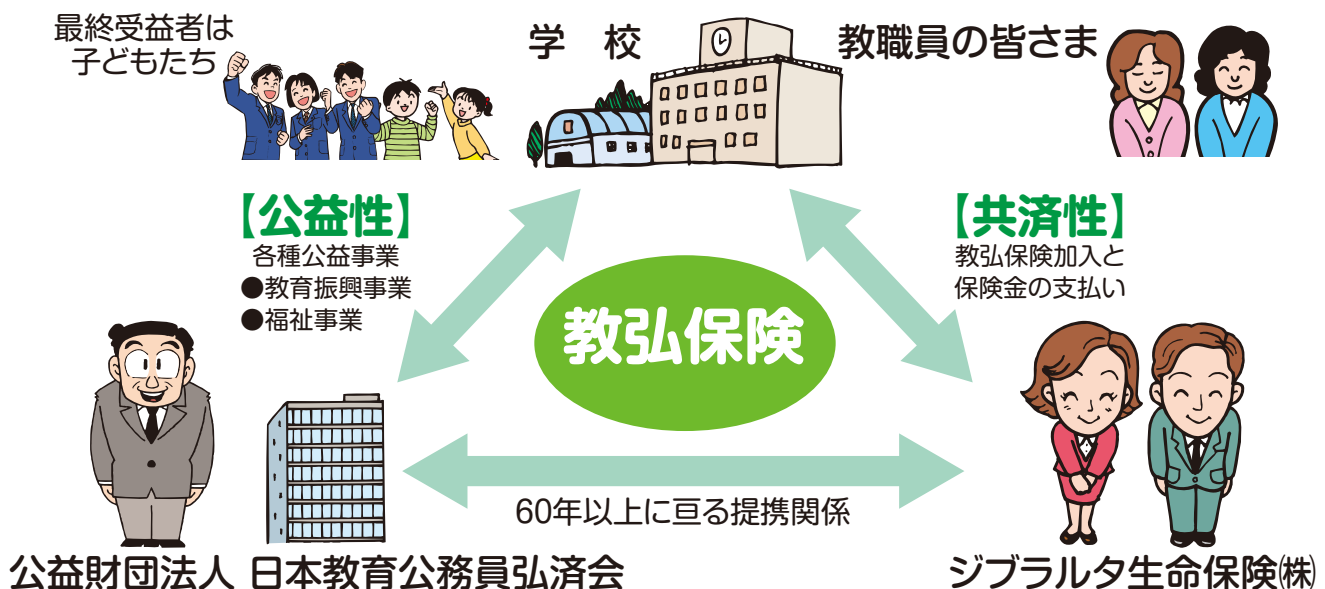 最終受益者は
子どもたち
学 校
教職員の皆さま
【公益性】
各種公益事業
●教育振興事業
●福祉事業
【共済性】
教弘保険加入と
保険金の支払い
教弘保険
60年以上に亘る提携関係
公益財団法人 日本教育公務員弘済会
ジブラルタ生命保険㈱